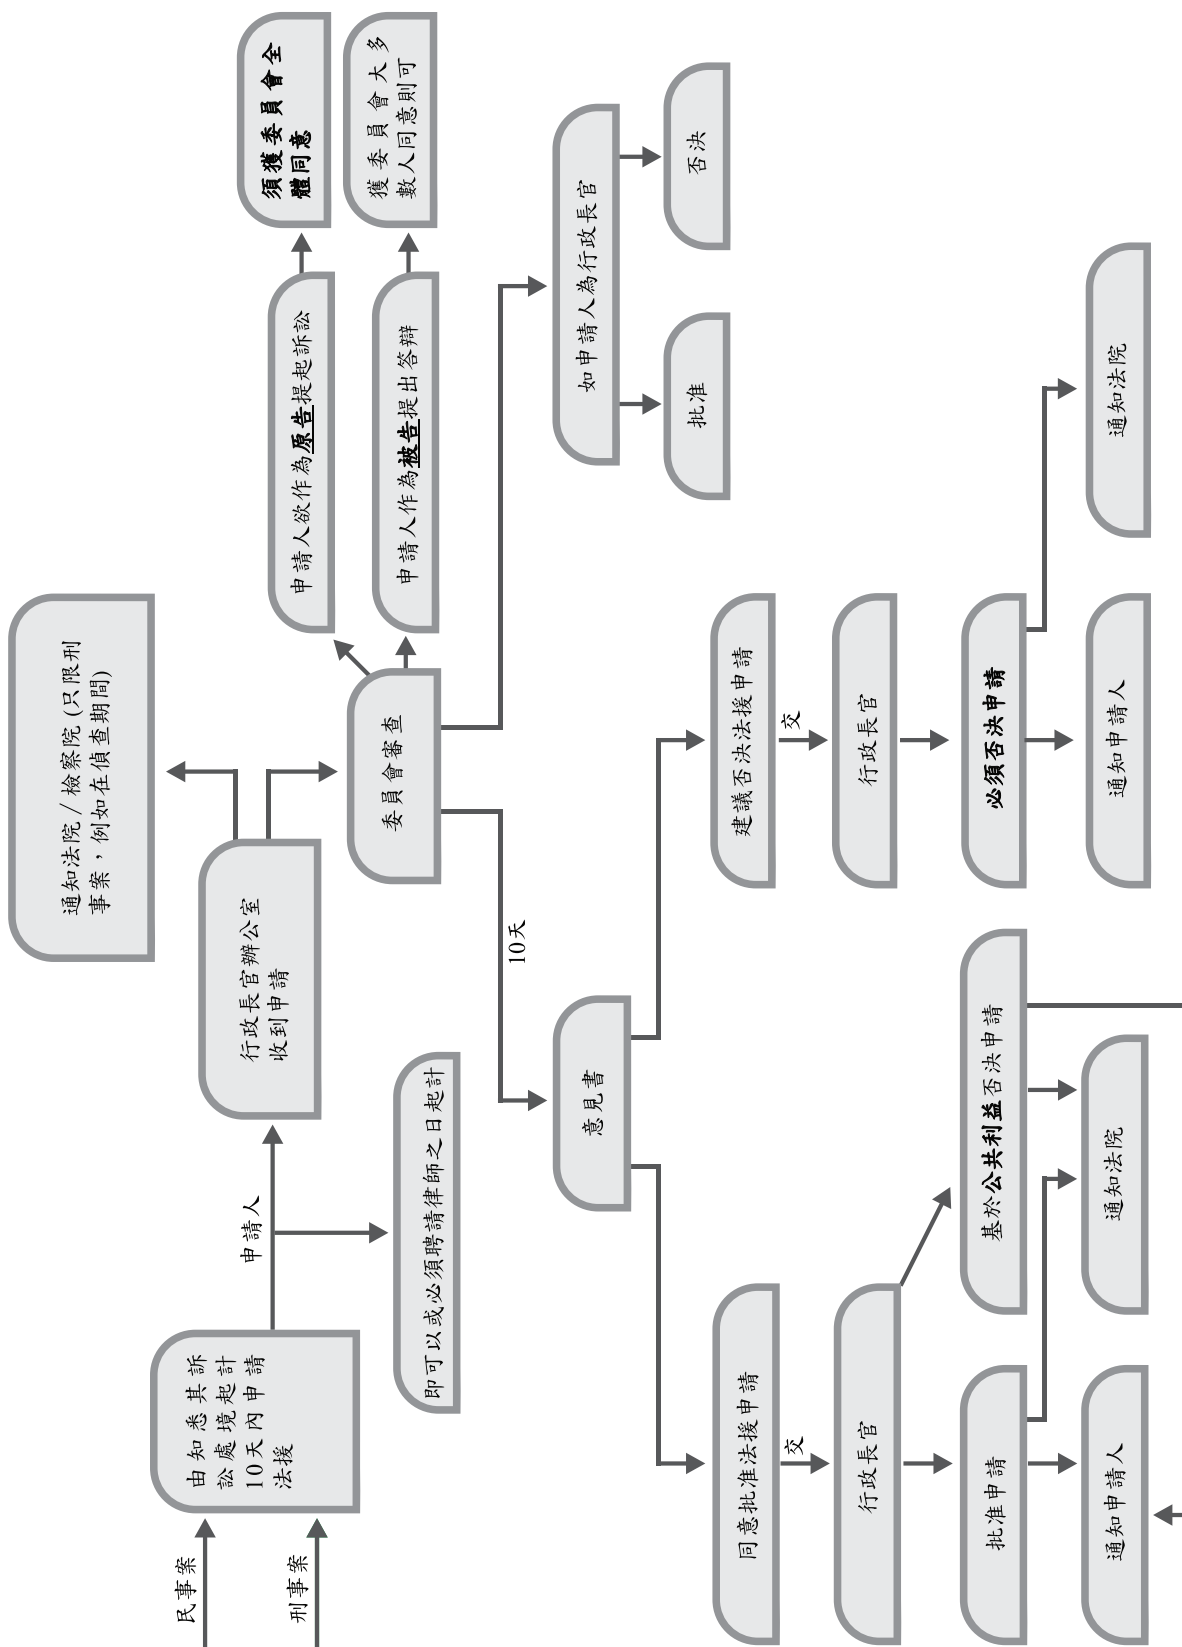 民事案
刑事案
由知悉其訴
訟處境起計
10天內申請
法援
申請人
即可以或必須聘請律師之日起計
行政長官辦公室
收到申請
通知法院/檢察院 (只限刑
事案，例如在偵查期間)
委員會審查
申請人欲作為原告提起訴訟
須獲委員會全
體同意
申請人作為被告提出答辯
獲委員會大多
數人同意則可
10天
意見書
如申請人為行政長官
批准
否決
同意批准法援申請
交
行政長官
批准申請
通知申請人
基於公共利益否決申請
通知法院
建議否決法援申請
交
行政長官
必須否決申請
通知申請人
通知法院